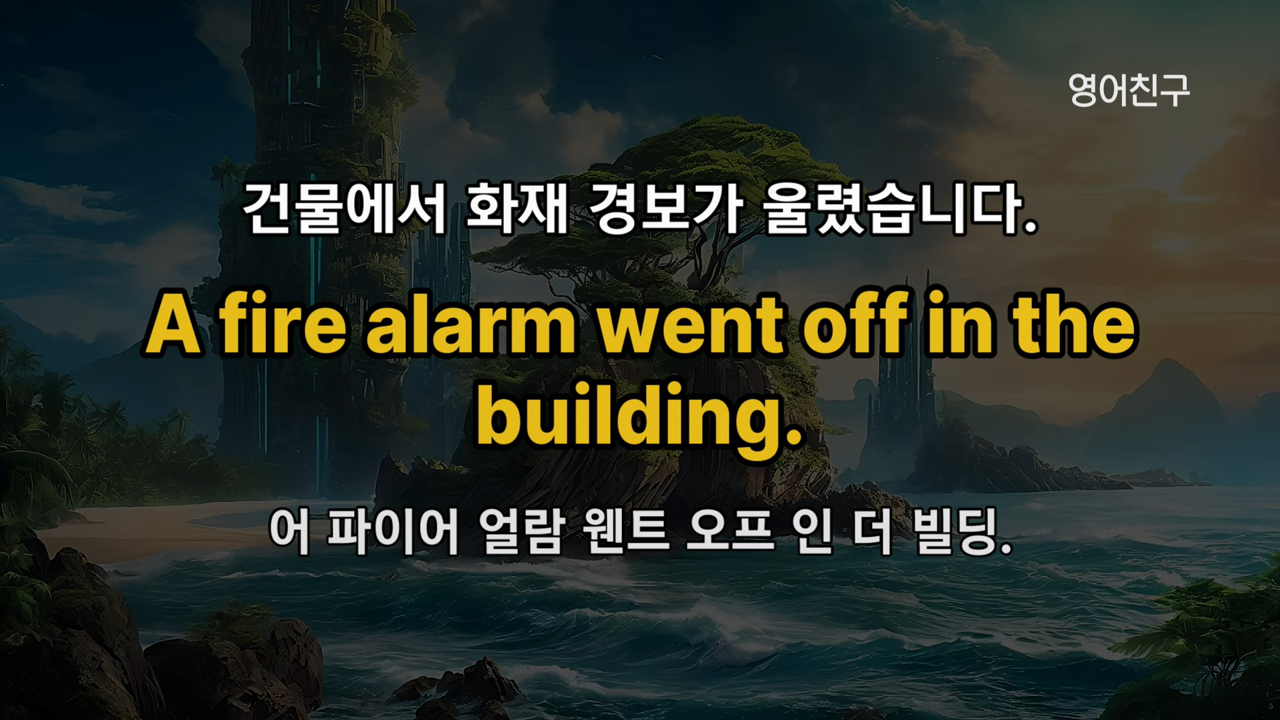 영어친구
건물에서 화재 경보가 울렸습니다.
A fire alarm went off in the
building.
어 파이어 얼람 웬트 오프 인 더 빌딩.